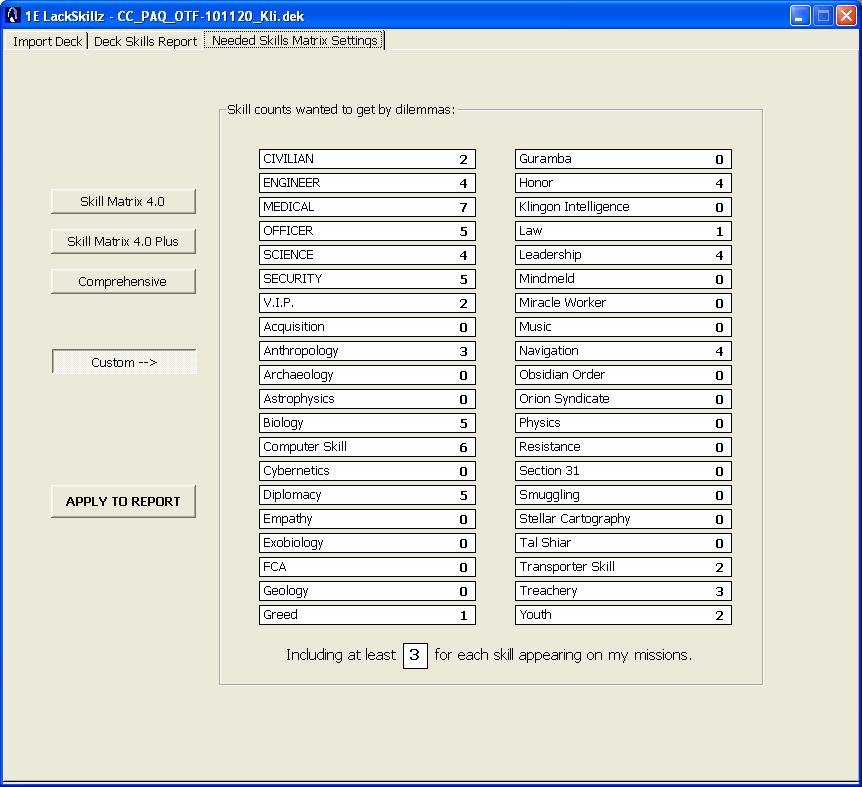 1E LackSkillz - CC_PAQ_OTF-101120_Kli.dek
Import Deck Deck Skills Report Needed Skills Matrix Settings
Skill counts wanted to get by dilemmas:
CIVILIAN 2
ENGINEER 4
MEDICAL 7
OFFICER 5
SCIENCE 4
SECURITY 5
V.I.P. 2
Acquisition 0
Anthropology 3
Archaeology 0
Astrophysics 0
Biology 5
Computer Skill 6
Cybernetics 0
Diplomacy 5
Empathy 0
Exobiology 0
FCA 0
Geology 0
Greed 1
Guramba 0
Honor 4
Klingon Intelligence 0
Law 1
Leadership 4
Mindmeld 0
Miracle Worker 0
Music 0
Navigation 4
Obsidian Order 0
Orion Syndicate 0
Physics 0
Resistance 0
Section 31 0
Smuggling 0
Stellar Cartography 0
Tal Shiar 0
Transporter Skill 2
Treachery 3
Youth 2
Including at least 3 for each skill appearing on my missions.
Skill Matrix 4.0
Skill Matrix 4.0 Plus
Comprehensive
Custom -->
APPLY TO REPORT